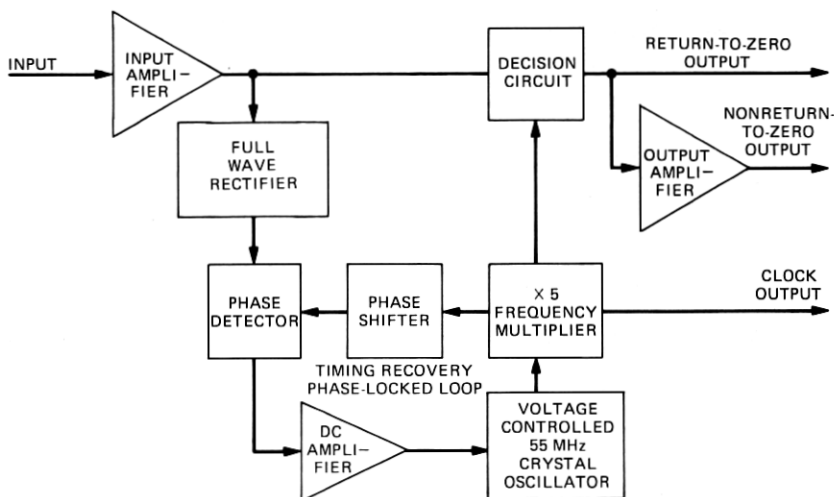 INPUT
INPUT
AMPLI-
FIER
DECISION
CIRCUIT
RETURN-TO-ZERO
OUTPUT
NONRETURN-
TO-ZERO
OUTPUT
OUTPUT
AMPLI-
FIER
FULL
WAVE
RECTIFIER
PHASE
DETECTOR
PHASE
SHIFTER
X 5
FREQUENCY
MULTIPLIER
CLOCK
OUTPUT
TIMING RECOVERY
PHASE-LOCKED LOOP
DC
AMPLI-
FIER
VOLTAGE
CONTROLLED
55 MHz
CRYSTAL
OSCILLATOR